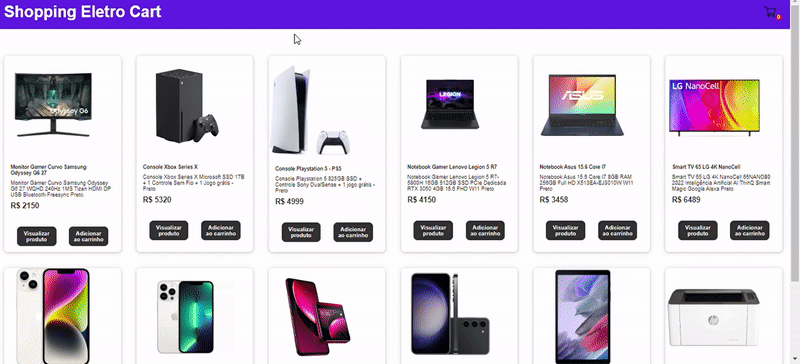 Shopping Eletro Cart
0
Odyssey G6
LEGION
ASUS
LG NanoCell
Monitor Gamer Curvo Samsung
Odyssey G6 27
Monitor Gamer Curvo Samsung Odyssey
G6 27 WQHD 240Hz 1MS Tizen HDMI DP
USB Bluetooth Freesync Preto.
R$ 2150
Visualizar
produto
Adicionar
ao carrinho
Console Xbox Series X
Console Xbox Series X Microsoft SSD 1TB
+ 1 Controle Sem Fio + 1 Jogo grátis -
Preto
R$ 5320
Visualizar
produto
Adicionar
ao carrinho
Console Playstation 5 - PS5
Console Playstation 5 825GB SSD +
Controle Sony DualSense + 1 jogo grátis -
Preto
R$ 4999
Visualizar
produto
Adicionar
ao carrinho
Notebook Gamer Lenovo Legion 5 R7
Notebook Gamer Lenovo Legion 5 R7-
5800H 16GB 512GB SSD PCIe Dedicada
RTX 3050 4GB 15.6 FHD W11 Preto
R$ 4150
Visualizar
produto
Adicionar
ao carrinho
Notebook Asus 15.6 Core I7
Notebook Asus 15.6 Core I7 8GB RAM
256GB Full HD X513EA-EJ3010W W11
Preto
R$ 3458
Visualizar
produto
Adicionar
ao carrinho
Smart TV 65 LG 4K NanoCell
Smart TV 65 LG 4K NanoCell 65NANO80
2022 Inteligência Artificial AI ThinQ Smart
Magic Google Alexa Preto
R$ 6489
Visualizar
produto
Adicionar
ao carrinho